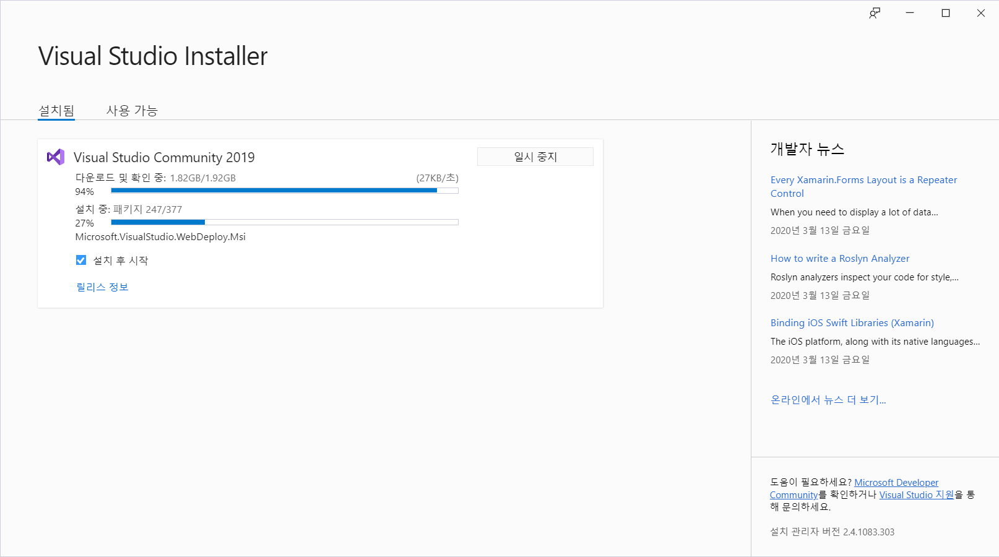 Visual Studio Installer
설치됨
사용 가능
Visual Studio Community 2019
일시 중지
다운로드 및 확인 중: 1.82GB/1.92GB
(27KB/초)
94%
설치 중: 패키지 247/377
27%
Microsoft.VisualStudio.WebDeploy.Msi
설치 후 시작
릴리스 정보
개발자 뉴스
Every Xamarin.Forms Layout is a Repeater
Control
When you need to display a lot of data...
2020년 3월 13일 금요일
How to write a Roslyn Analyzer
Roslyn analyzers inspect your code for style,...
2020년 3월 13일 금요일
Binding iOS Swift Libraries (Xamarin)
The iOS platform, along with its native languages...
2020년 3월 13일 금요일
온라인에서 뉴스 더 보기...
도움이 필요하세요? Microsoft Developer
Community를 확인하거나 Visual Studio 지원을 통
해 문의하세요.
설치 관리자 버전 2.4.1083.303